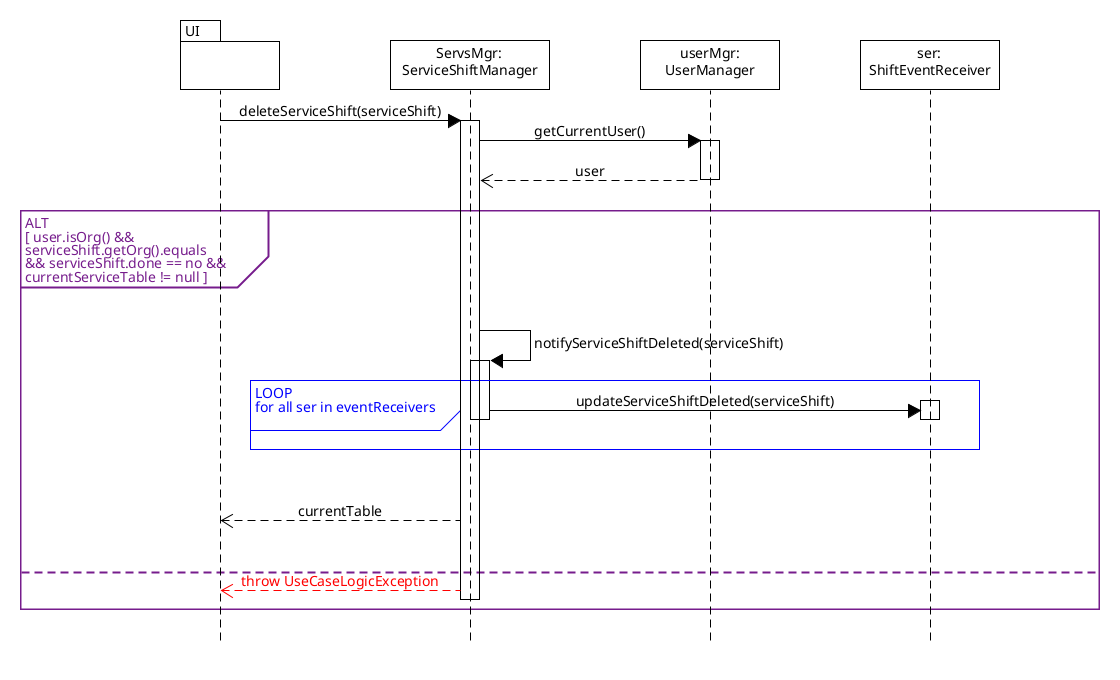 UI
ServsMgr:
ServiceShiftManager
userMgr:
UserManager
ser:
ShiftEventReceiver
deleteServiceShift(serviceShift)
getCurrentUser()
user
ALT
[ user.isOrg() &&
serviceShift.getOrg().equals
&& serviceShift.done == no &&
currentServiceTable != null ]
notifyServiceShiftDeleted(serviceShift)
LOOP
for all ser in eventReceivers
updateServiceShiftDeleted(serviceShift)
currentTable
throw UseCaseLogicException